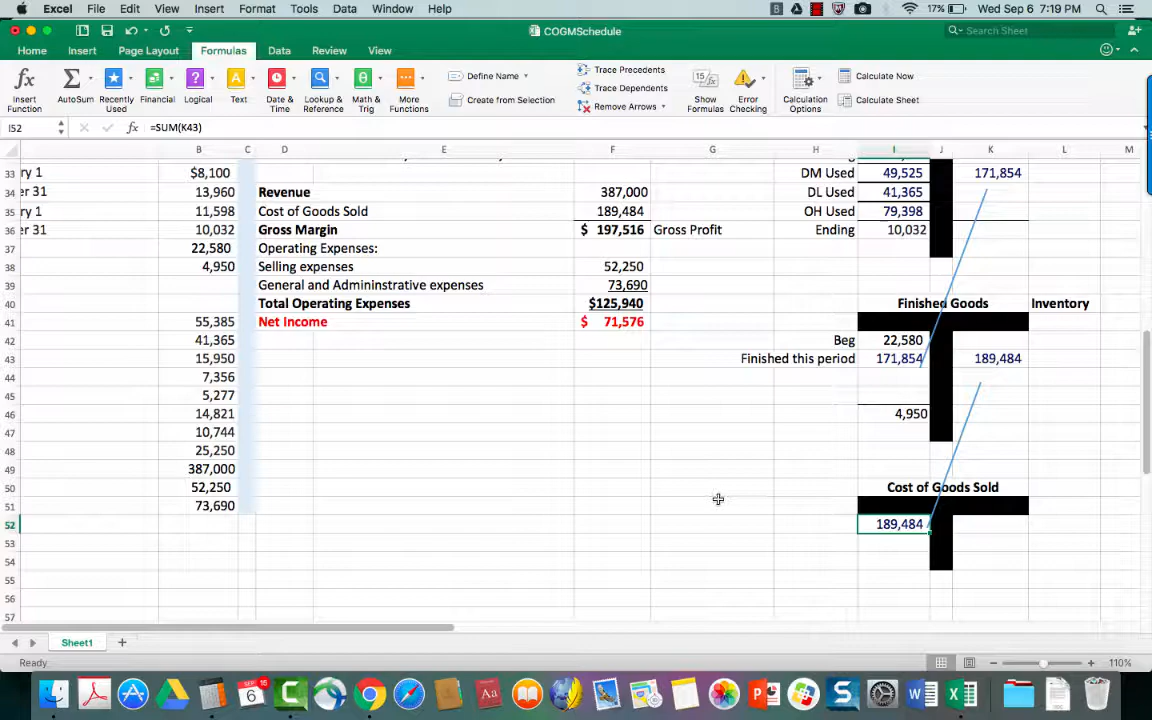 Excel File Edit View Insert Format Tools Data Window Help 17% Wed Sep 6 7:19 PM
COGMSchedule Search Sheet
Home Insert Page Layout Formulas Data Review View
Insert Function AutoSum Recently Used Financial Logical Text Date & Time Lookup & Reference Math & Trig More Functions
Define Name
Create from Selection
Trace Precedents
Trace Dependents
Remove Arrows
Show Formulas Error Checking Calculation Options
Calculate Now
Calculate Sheet
I52 fx =SUM(K43)
B C D E F G H I J K L M
33 ry 1 $8,100 DM Used 49,525 171,854
34 er 31 13,960 Revenue 387,000 DL Used 41,365
35 ry 1 11,598 Cost of Goods Sold 189,484 OH Used 79,398
36 er 31 10,032 Gross Margin $ 197,516 Gross Profit Ending 10,032
37 22,580 Operating Expenses:
38 4,950 Selling expenses 52,250
39 General and Admininstrative expenses 73,690
40 Total Operating Expenses $125,940 Finished Goods Inventory
41 55,385 Net Income $ 71,576
42 41,365 Beg 22,580
43 15,950 Finished this period 171,854 189,484
44 7,356
45 5,277
46 14,821 4,950
47 10,744
48 25,250
49 387,000
50 52,250 Cost of Goods Sold
51 73,690
52 189,484
53
54
55
56
57
Sheet1
Ready 110%